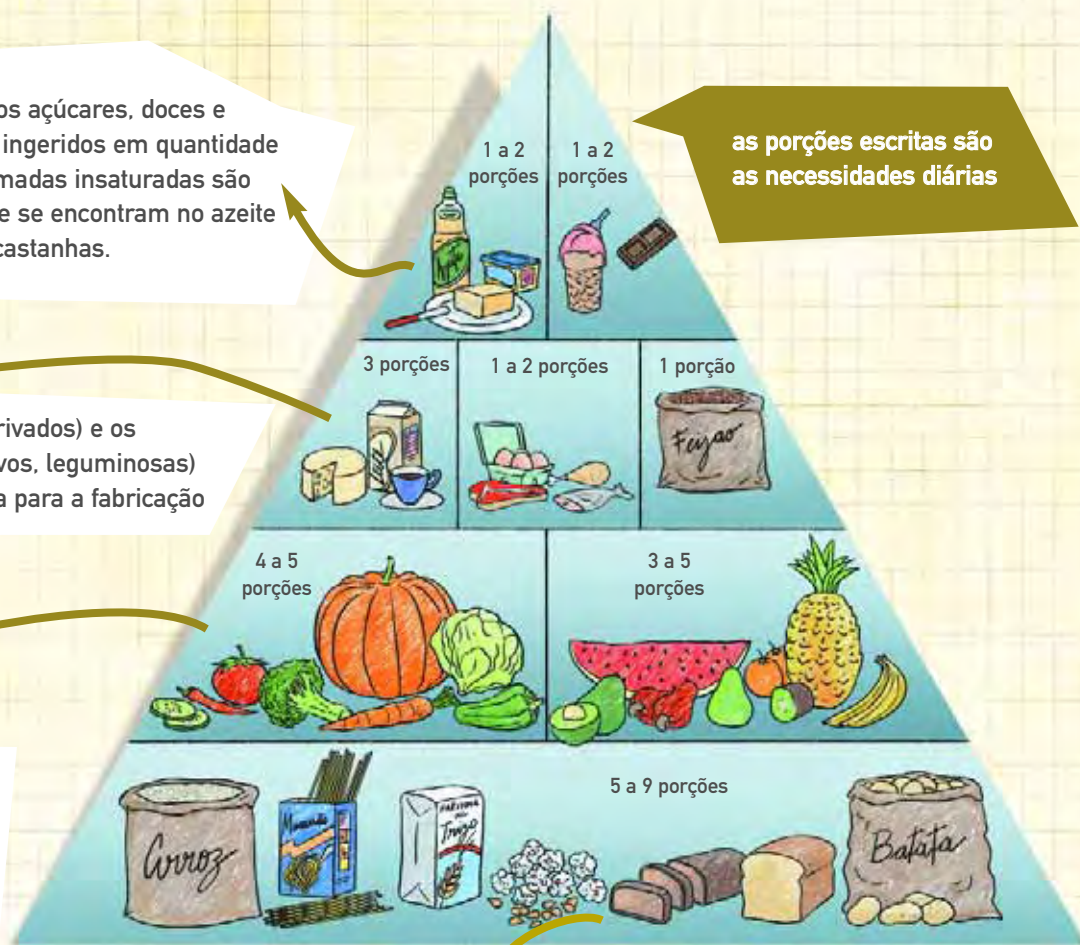 os açúcares, doces e
ingeridos em quantidade
madas insaturadas são
e se encontram no azeite
castanhas.
as porções escritas são
as necessidades diárias
1 a 2
porções
1 a 2
porções
3 porções
1 a 2 porções
1 porção
Feijao
rivados) e os
vos, leguminosas)
a para a fabricação
4 a 5
porções
3 a 5
porções
5 a 9 porções
Arroz
Trigo
Batata